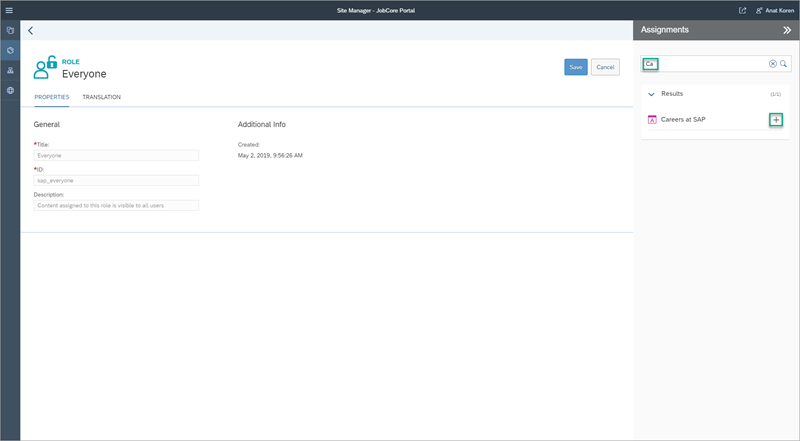 Site Manager - JobCore Portal
Anat Koren
ROLE
Everyone
Save
Cancel
PROPERTIES
TRANSLATION
General
*Title:
Everyone
*ID:
sap_everyone
Description:
Content assigned to this role is visible to all users
Additional Info
Created:
May 2, 2019, 9:56:26 AM
Assignments
Ca
Results
(1/1)
A
Careers at SAP